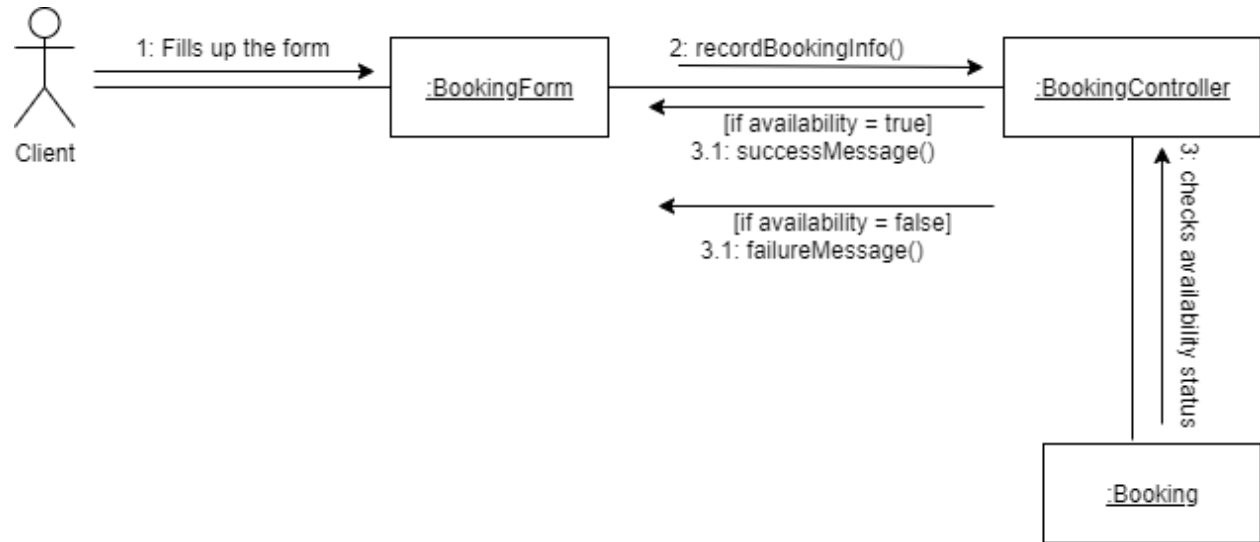 1: Fills up the form
2: recordBookingInfo()
:BookingForm
:BookingController
[if availability = true]
3.1: successMessage()
Client
3: checks availability status
[if availability = false]
3.1: failureMessage()
:Booking